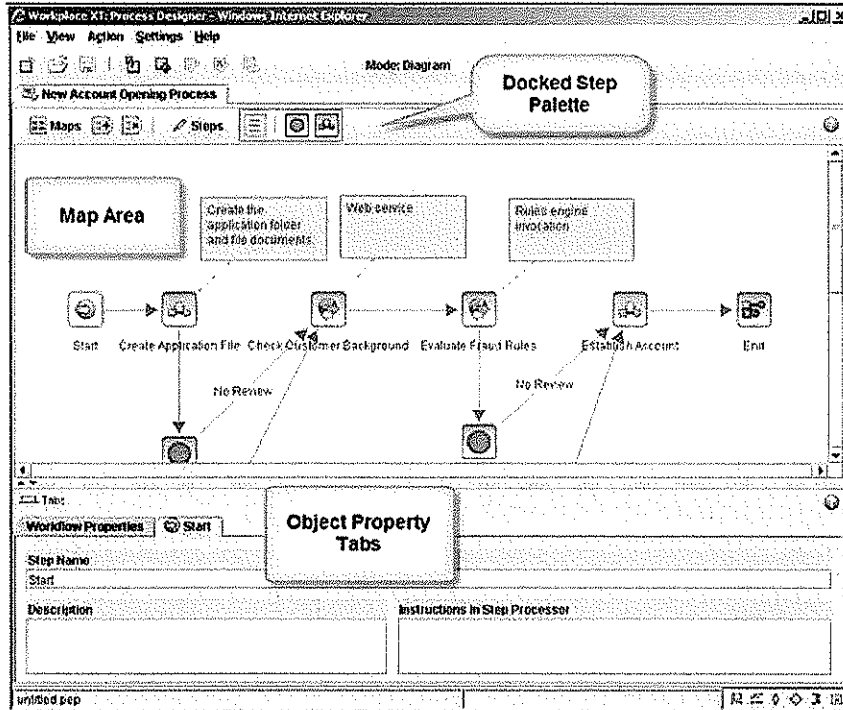 Workplace XT: Process Designer - Windows Internet Explorer
File View Action Settings Help
Mode: Diagram
New Account Opening Process
Maps
Steps
Docked Step
Palette
Map Area
Create the
application folder
and file documents
Web service
Rules engine
invocation
Start
Create Application File
Check Customer Background
Evaluate Fraud Rules
Establish Account
End
No Review
No Review
Tabs
Object Property
Tabs
Workflow Properties
Start
Step Name
Start
Description
Instructions in Step Processor
untitled.pep